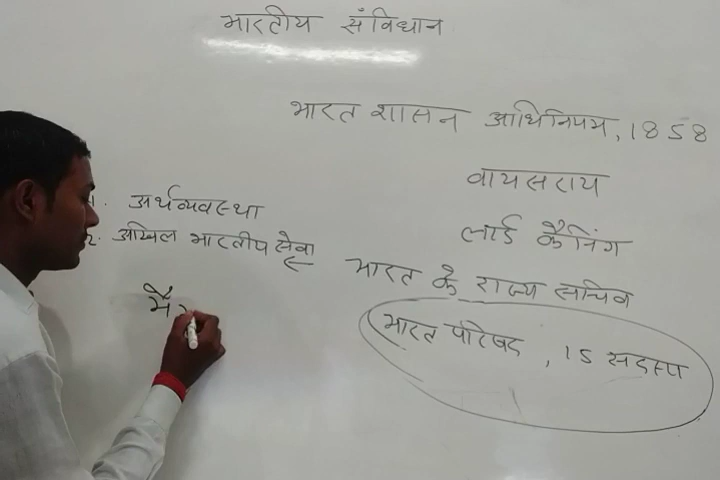 भारतीय संविधान
भारत शासन अधिनियम, 1858
वायसराय
लार्ड कैनिंग
भारत के राज्य सचिव
भारत परिषद, 15 सदस्य
1. अर्थव्यवस्था
2. अखिल भारतीय सेवा
मै